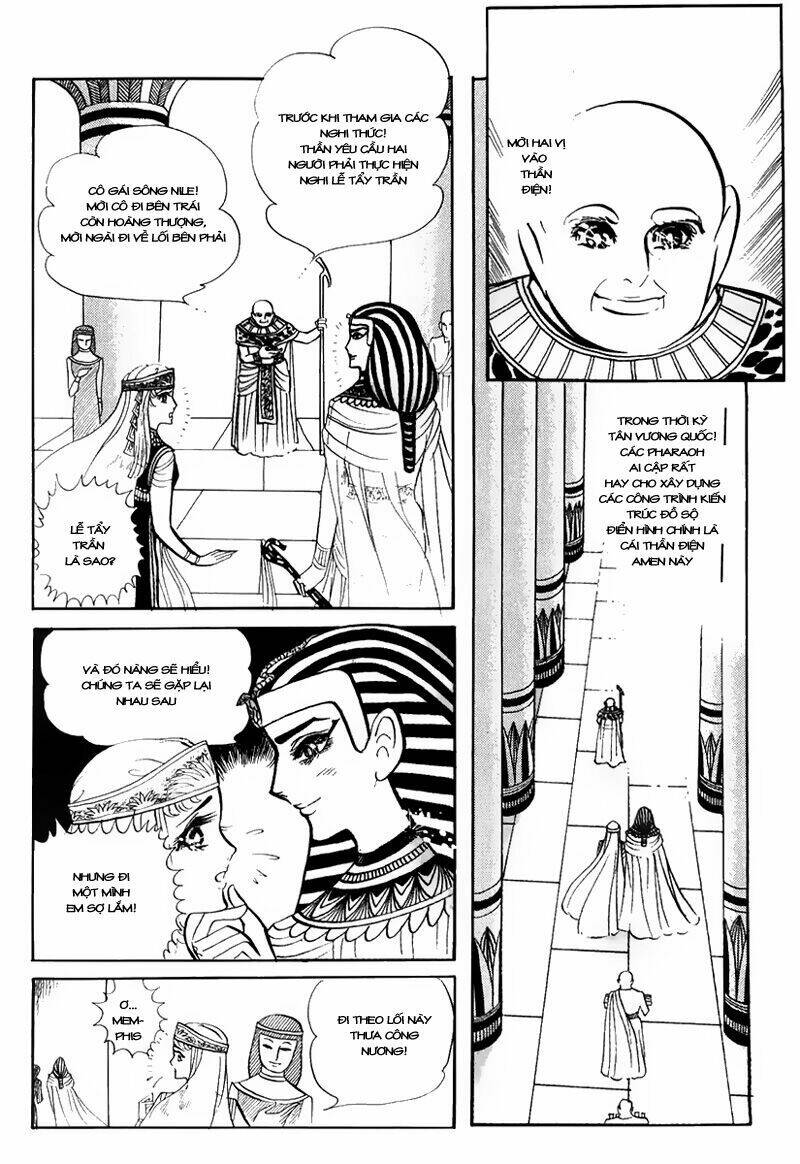 MỜI HAI VỊ
VÀO
THẦN
ĐIỆN!
TRONG THỜI KỲ
TÂN VƯƠNG QUỐC!
CÁC PHARAOH
AI CẬP RẤT
HAY CHO XÂY DỰNG
CÁC CÔNG TRÌNH KIẾN
TRÚC ĐỒ SỘ
ĐIỂN HÌNH CHÍNH LÀ
CÁI THẦN ĐIỆN
AMEN NÀY
TRƯỚC KHI THAM GIA CÁC
NGHI THỨC!
THẦN YÊU CẦU HAI
NGƯỜI PHẢI THỰC HIỆN
NGHI LỄ TẨY TRẦN
CÔ GÁI SÔNG NILE!
MỜI CÔ ĐI BÊN TRÁI
CÒN HOÀNG THƯỢNG,
MỜI NGÀI ĐI VỀ LỐI BÊN PHẢI
LỄ TẨY
TRẦN
LÀ SAO?
VÀ ĐÓ NÀNG SẼ HIỂU!
CHÚNG TA SẼ GẶP LẠI
NHAU SAU
NHƯNG ĐI
MỘT MÌNH
EM SỢ LẮM!
Ơ...
MEM-
PHIS
ĐI THEO LỐI NÀY
THƯA CÔNG
NƯƠNG!